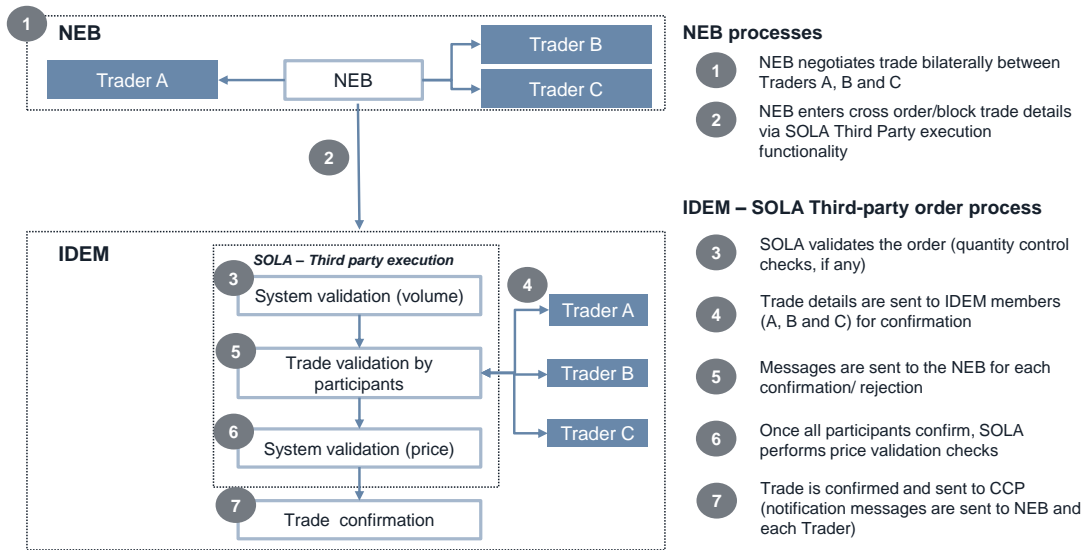 1
NEB
Trader A
NEB
Trader B
Trader C
2
IDEM
SOLA – Third party execution
3
System validation (volume)
4
Trader A
5
Trade validation by
participants
Trader B
6
System validation (price)
Trader C
7
Trade confirmation
NEB processes
1
NEB negotiates trade bilaterally between
Traders A, B and C
2
NEB enters cross order/block trade details
via SOLA Third Party execution
functionality
IDEM – SOLA Third-party order process
3
SOLA validates the order (quantity control
checks, if any)
4
Trade details are sent to IDEM members
(A, B and C) for confirmation
5
Messages are sent to the NEB for each
confirmation/ rejection
6
Once all participants confirm, SOLA
performs price validation checks
7
Trade is confirmed and sent to CCP
(notification messages are sent to NEB and
each Trader)